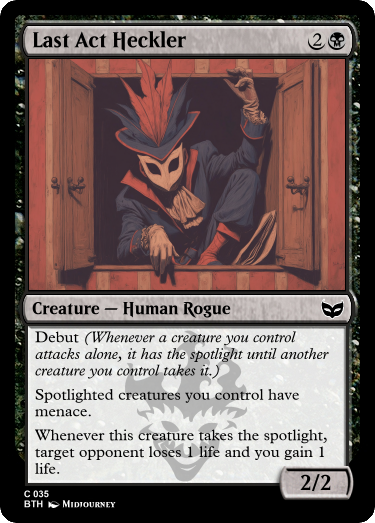 Last Act Heckler 2
Creature — Human Rogue
Debut (Whenever a creature you control
attacks alone, it has the spotlight until another
creature you control takes it.)
Spotlighted creatures you control have
menace.
Whenever this creature takes the spotlight,
target opponent loses 1 life and you gain 1
life.
2/2
C 035
BTH Midjourney